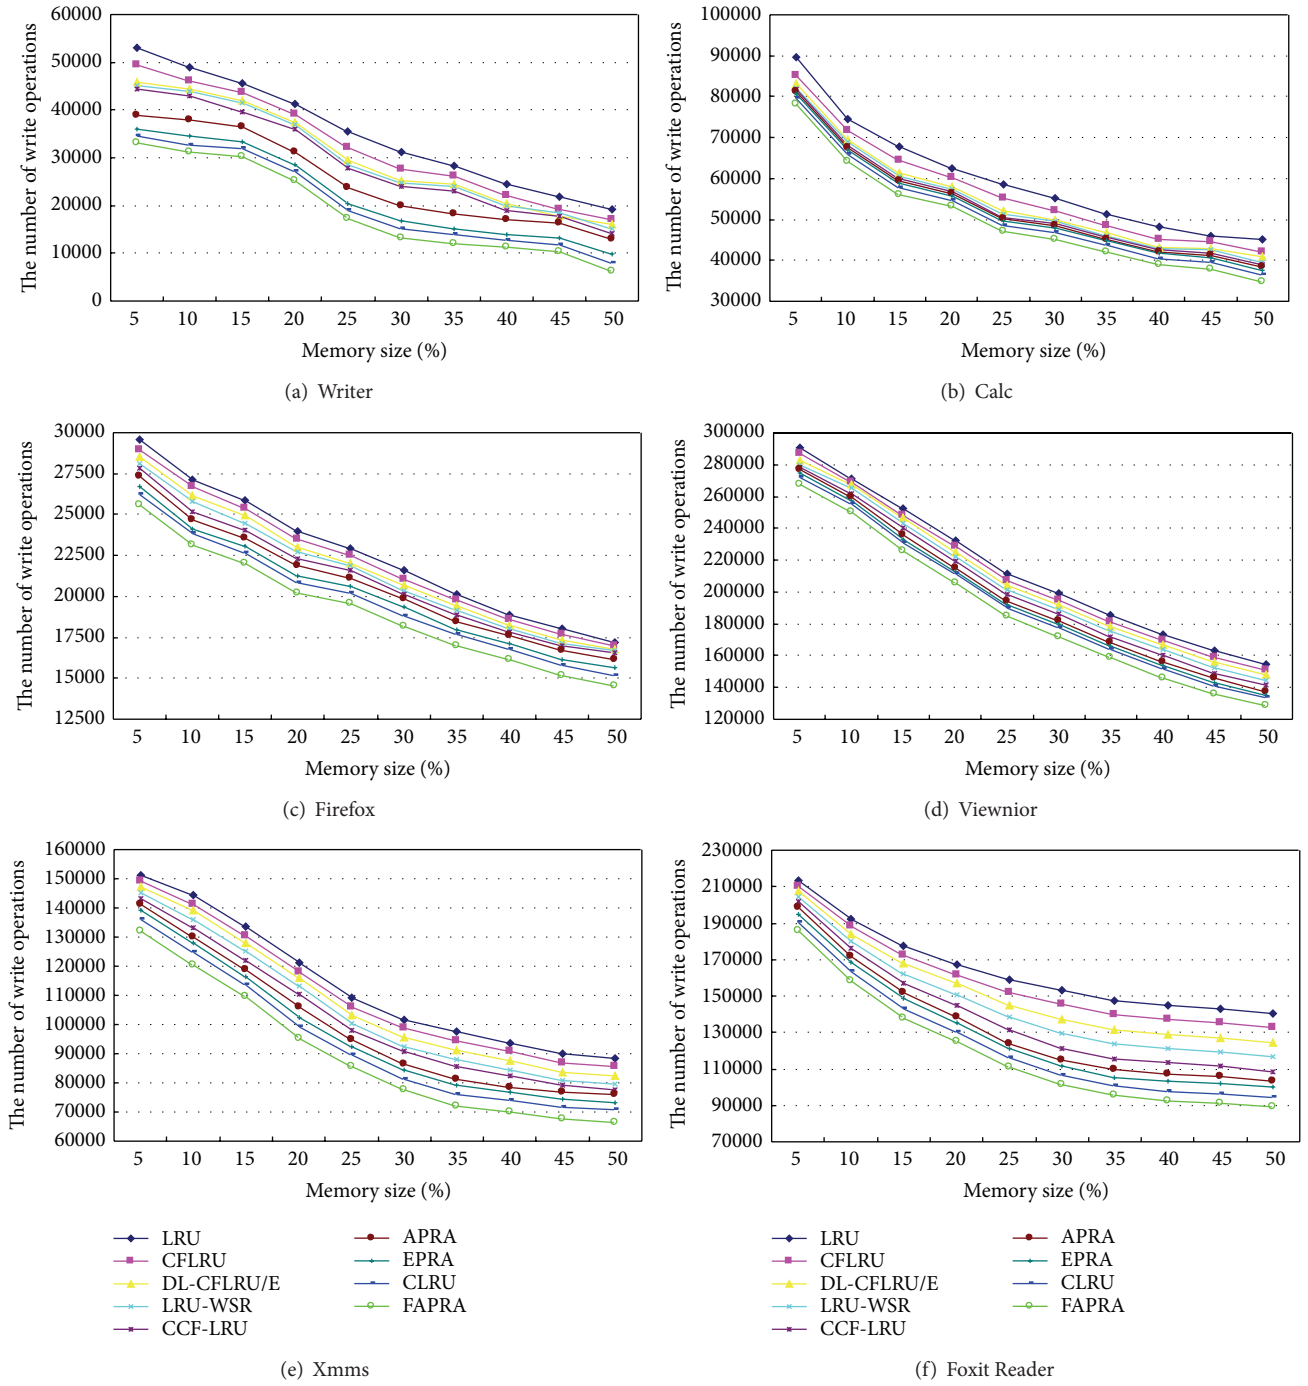 The number of write operations
60000
50000
40000
30000
20000
10000
0
5 10 15 20 25 30 35 40 45 50
Memory size (%)
(a) Writer
The number of write operations
100000
90000
80000
70000
60000
50000
40000
30000
5 10 15 20 25 30 35 40 45 50
Memory size (%)
(b) Calc
The number of write operations
30000
27500
25000
22500
20000
17500
15000
12500
5 10 15 20 25 30 35 40 45 50
Memory size (%)
(c) Firefox
The number of write operations
300000
280000
260000
240000
220000
200000
180000
160000
140000
120000
5 10 15 20 25 30 35 40 45 50
Memory size (%)
(d) Viewnior
The number of write operations
160000
150000
140000
130000
120000
110000
100000
90000
80000
70000
60000
5 10 15 20 25 30 35 40 45 50
Memory size (%)
LRU
CFLRU
DL-CFLRU/E
LRU-WSR
CCF-LRU
APRA
EPRA
CLRU
FAPRA
(e) Xmms
The number of write operations
230000
210000
190000
170000
150000
130000
110000
90000
70000
5 10 15 20 25 30 35 40 45 50
Memory size (%)
LRU
CFLRU
DL-CFLRU/E
LRU-WSR
CCF-LRU
APRA
EPRA
CLRU
FAPRA
(f) Foxit Reader